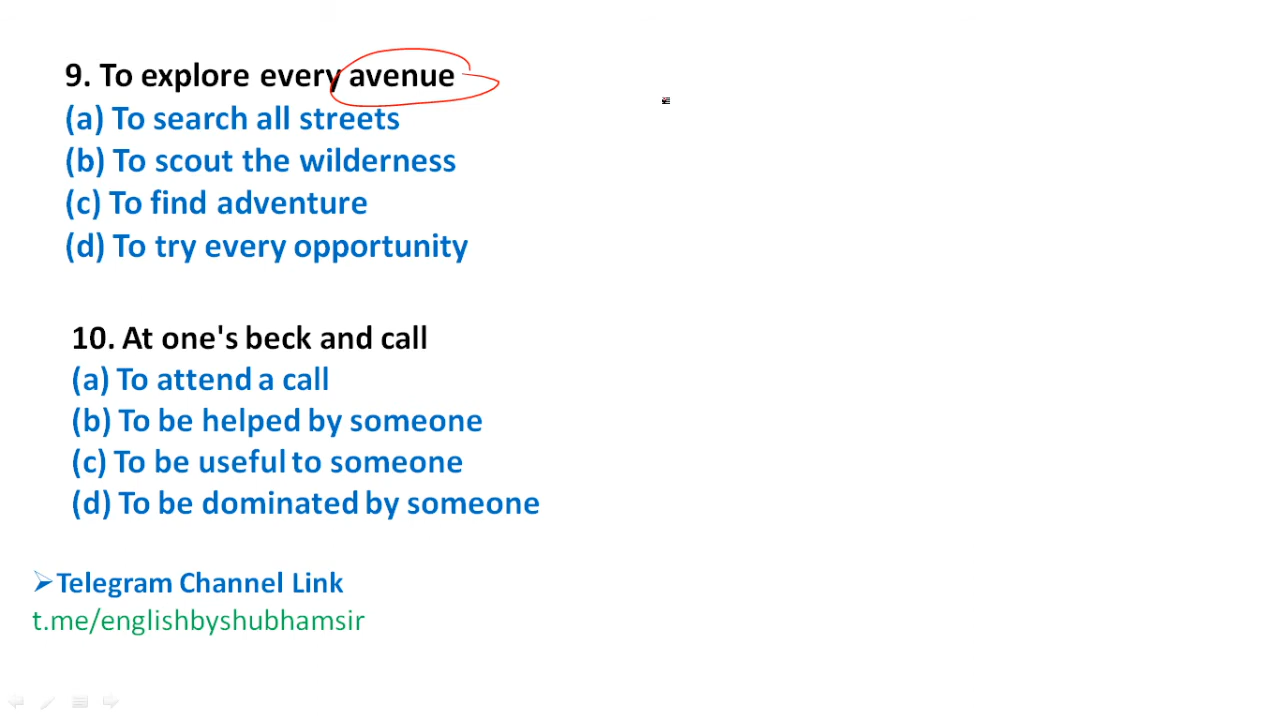 9. To explore every avenue
(a) To search all streets
(b) To scout the wilderness
(c) To find adventure
(d) To try every opportunity
10. At one's beck and call
(a) To attend a call
(b) To be helped by someone
(c) To be useful to someone
(d) To be dominated by someone
Telegram Channel Link
t.me/englishbyshubhamsir